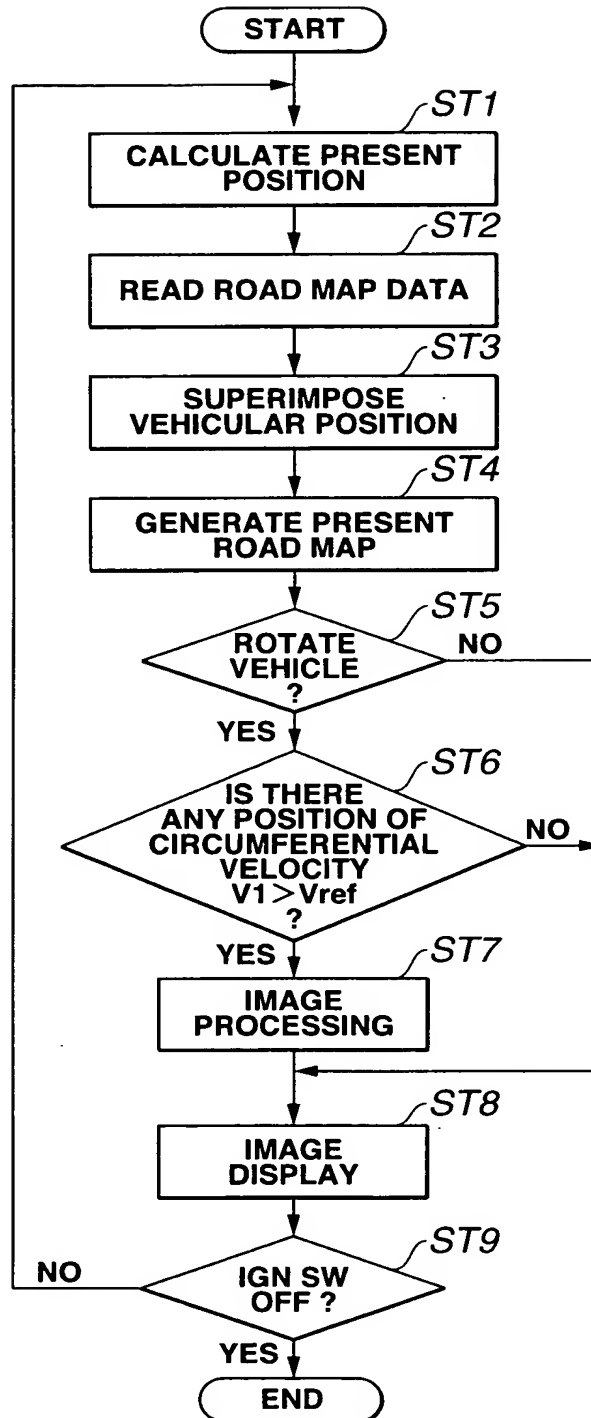 START
ST1
CALCULATE PRESENT
POSITION
ST2
READ ROAD MAP DATA
ST3
SUPERIMPOSE
VEHICULAR POSITION
ST4
GENERATE PRESENT
ROAD MAP
ST5
ROTATE
VEHICLE
?
NO
YES
ST6
IS THERE
ANY POSITION OF
CIRCUMFERENTIAL
VELOCITY
V1>Vref
?
NO
YES
ST7
IMAGE
PROCESSING
ST8
IMAGE
DISPLAY
ST9
IGN SW
OFF ?
NO
YES
END